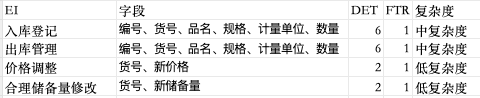 EI 字段 DET FTR 复杂度
入库登记 编号、货号、品名、规格、计量单位、数量 6 1 中复杂度
出库管理 编号、货号、品名、规格、计量单位、数量 6 1 中复杂度
价格调整 货号、新价格 2 1 低复杂度
合理储备量修改 货号、新储备量 2 1 低复杂度